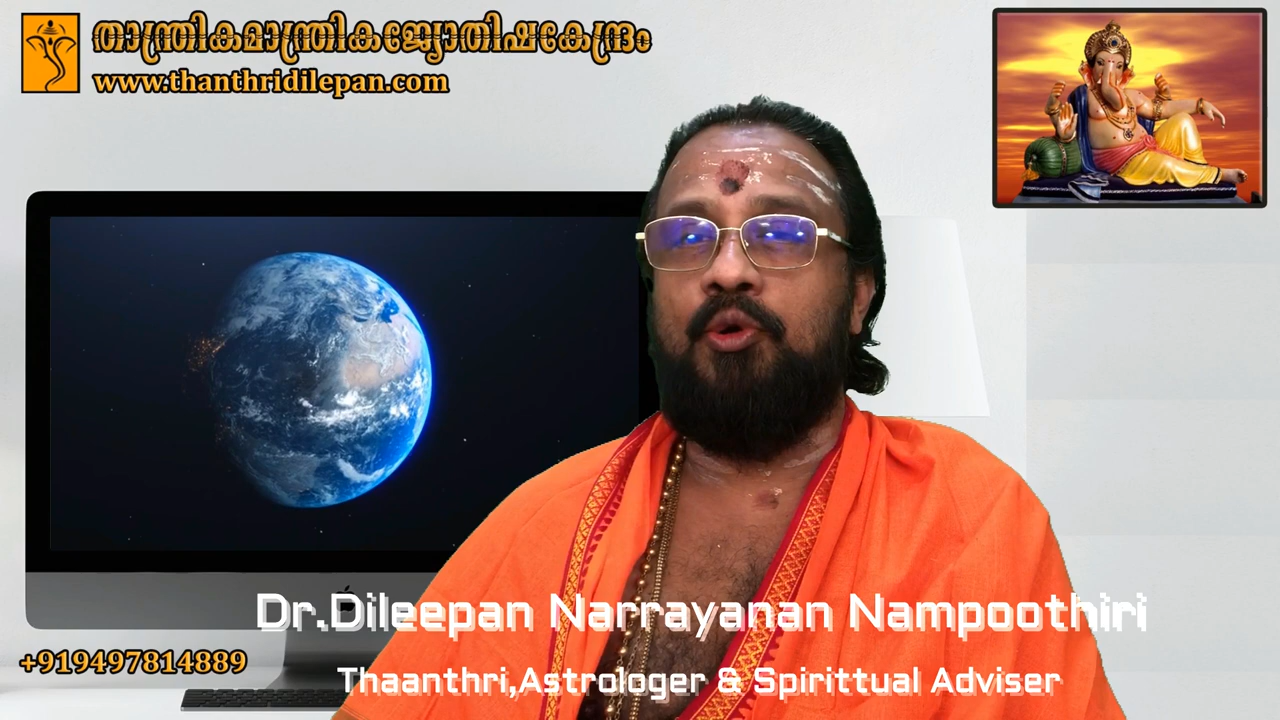 താന്ത്രികമാന്ത്രികജ്യോതിഷകേന്ദ്രം
www.thanthridilepan.com
Dr.Dileepan Narrayanan Nampoothiri
+919497814889
Thaanthri,Astrologer & Spirittual Adviser